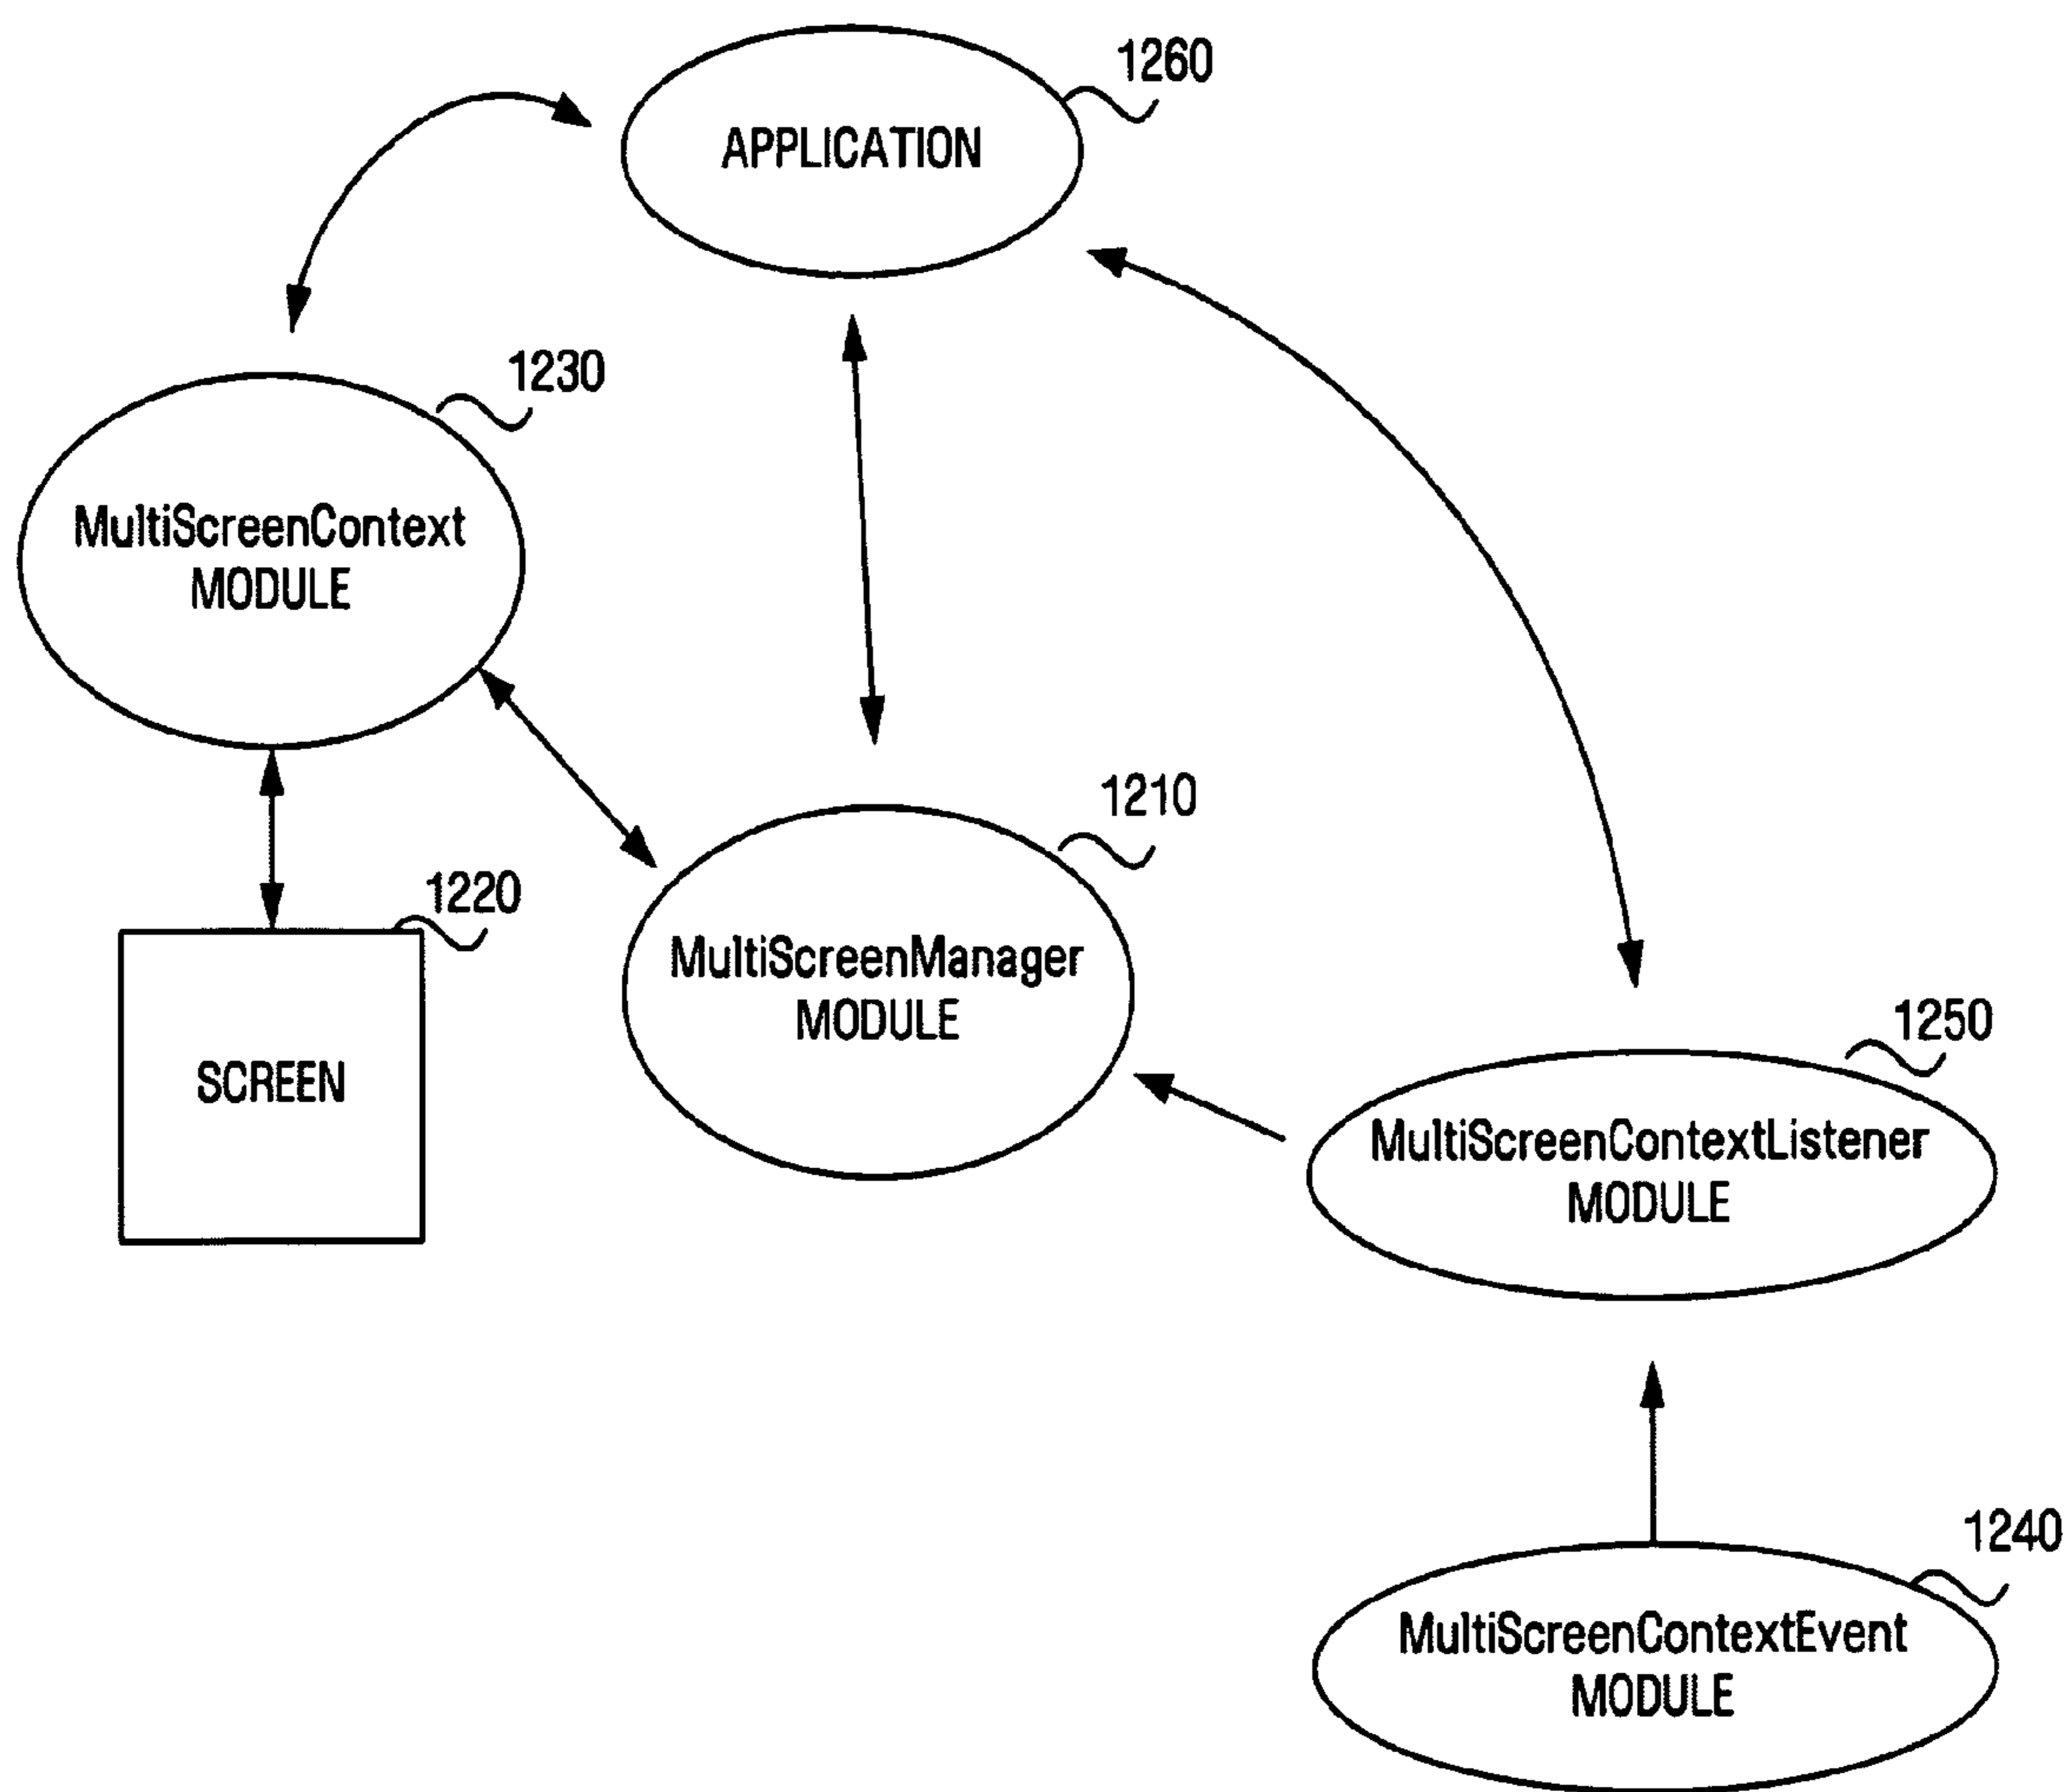 1260
APPLICATION
1230
MultiScreenContext
MODULE
1210
1220
MultiScreenManager
MODULE
SCREEN
1250
MultiScreenContextListener
MODULE
1240
MultiScreenContextEvent
MODULE